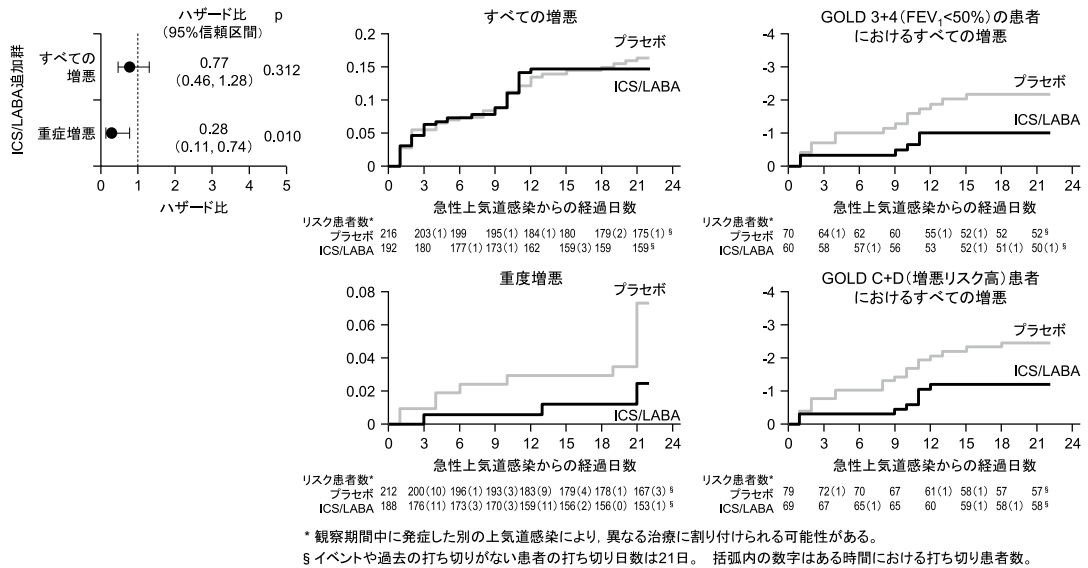 ハザード比 p
(95%信頼区間)
ICS/LABA追加群
すべての
増悪
0.77
(0.46, 1.28)
0.312
重症増悪
0.28
(0.11, 0.74)
0.010
0 1 2 3 4 5
ハザード比
すべての増悪
0.2
0.15
0.10
0.05
0
プラセボ
ICS/LABA
0 3 6 9 12 15 18 21 24
急性上気道感染からの経過日数
リスク患者数*
プラセボ 216 203(1) 199 195(1) 184(1) 180 179(2) 175(1)§
ICS/LABA 192 180 177(1) 173(1) 162 159(3) 159 159§
GOLD 3+4(FEV₁<50%)の患者
におけるすべての増悪
-4
-3
-2
-1
0
プラセボ
ICS/LABA
0 3 6 9 12 15 18 21 24
急性上気道感染からの経過日数
リスク患者数*
プラセボ 70 64(1) 62 60 55(1) 52(1) 52 52§
ICS/LABA 60 58 57(1) 56 53 52(1) 51(1) 50(1)§
重度増悪
0.08
0.06
0.04
0.02
0
プラセボ
ICS/LABA
0 3 6 9 12 15 18 21 24
急性上気道感染からの経過日数
リスク患者数*
プラセボ 212 200(10) 196(1) 193(3) 183(9) 179(4) 178(1) 167(3)§
ICS/LABA 188 176(11) 173(3) 170(3) 159(11) 156(2) 156(0) 153(1)§
GOLD C+D(増悪リスク高)患者
におけるすべての増悪
-4
-3
-2
-1
0
プラセボ
ICS/LABA
0 3 6 9 12 15 18 21 24
急性上気道感染からの経過日数
リスク患者数*
プラセボ 79 72(1) 70 67 61(1) 58(1) 57 57§
ICS/LABA 69 67 65(1) 65 60 59(1) 58(1) 58§
* 観察期間中に発症した別の上気道感染により，異なる治療に割り付けられる可能性がある。
§ イベントや過去の打ち切りがない患者の打ち切り日数は21日。 括弧内の数字はある時間における打ち切り患者数。